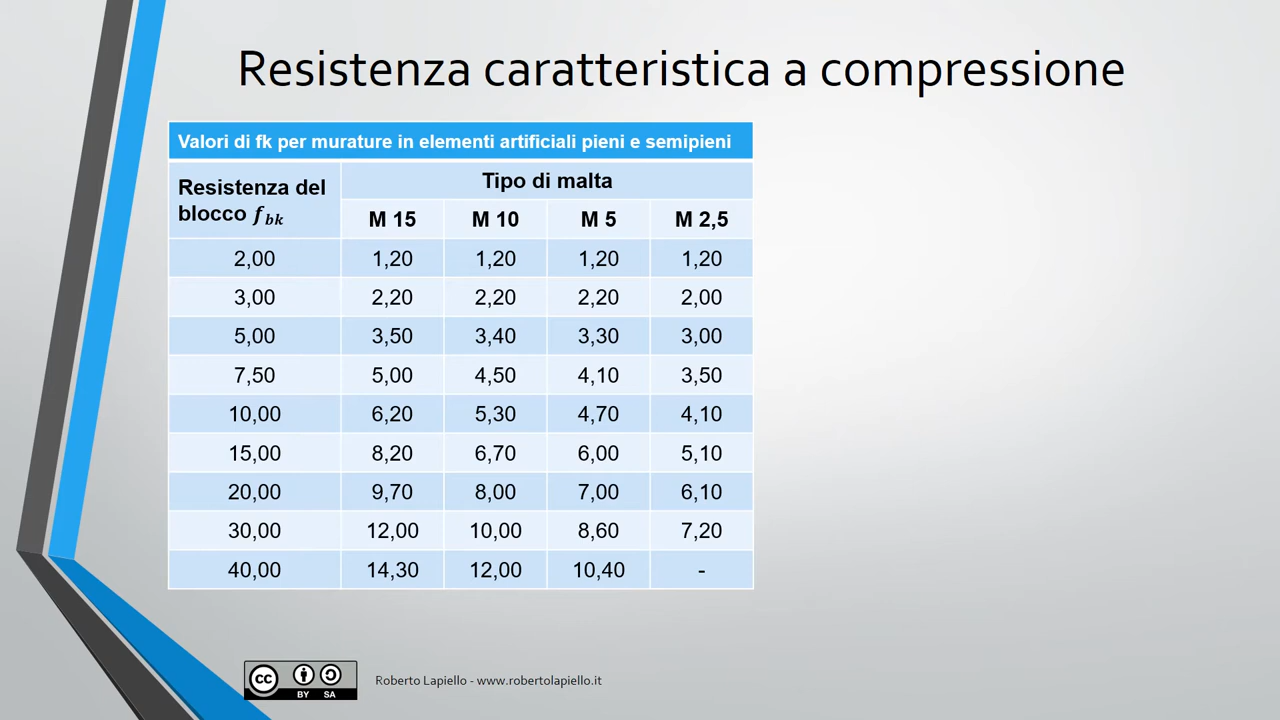 Resistenza caratteristica a compressione
Valori di fk per murature in elementi artificiali pieni e semipieni
Resistenza del
blocco fbk
Tipo di malta
M 15 M 10 M 5 M 2,5
2,00 1,20 1,20 1,20 1,20
3,00 2,20 2,20 2,20 2,00
5,00 3,50 3,40 3,30 3,00
7,50 5,00 4,50 4,10 3,50
10,00 6,20 5,30 4,70 4,10
15,00 8,20 6,70 6,00 5,10
20,00 9,70 8,00 7,00 6,10
30,00 12,00 10,00 8,60 7,20
40,00 14,30 12,00 10,40 -
cc BY SA
Roberto Lapiello - www.robertolapiello.it